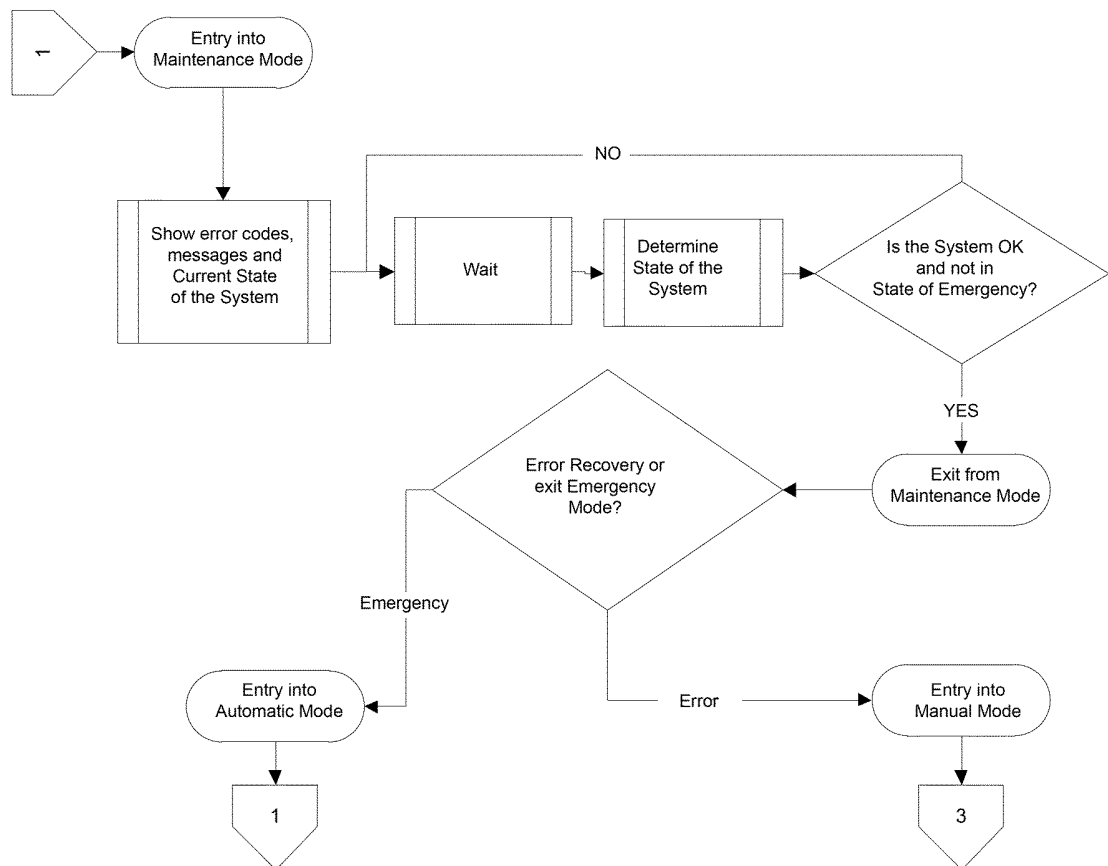 1
Entry into
Maintenance Mode
NO
Show error codes,
messages and
Current State
of the System
Wait
Determine
State of the
System
Is the System OK
and not in
State of Emergency?
YES
Exit from
Maintenance Mode
Error Recovery or
exit Emergency
Mode?
Emergency
Error
Entry into
Automatic Mode
Entry into
Manual Mode
1
3